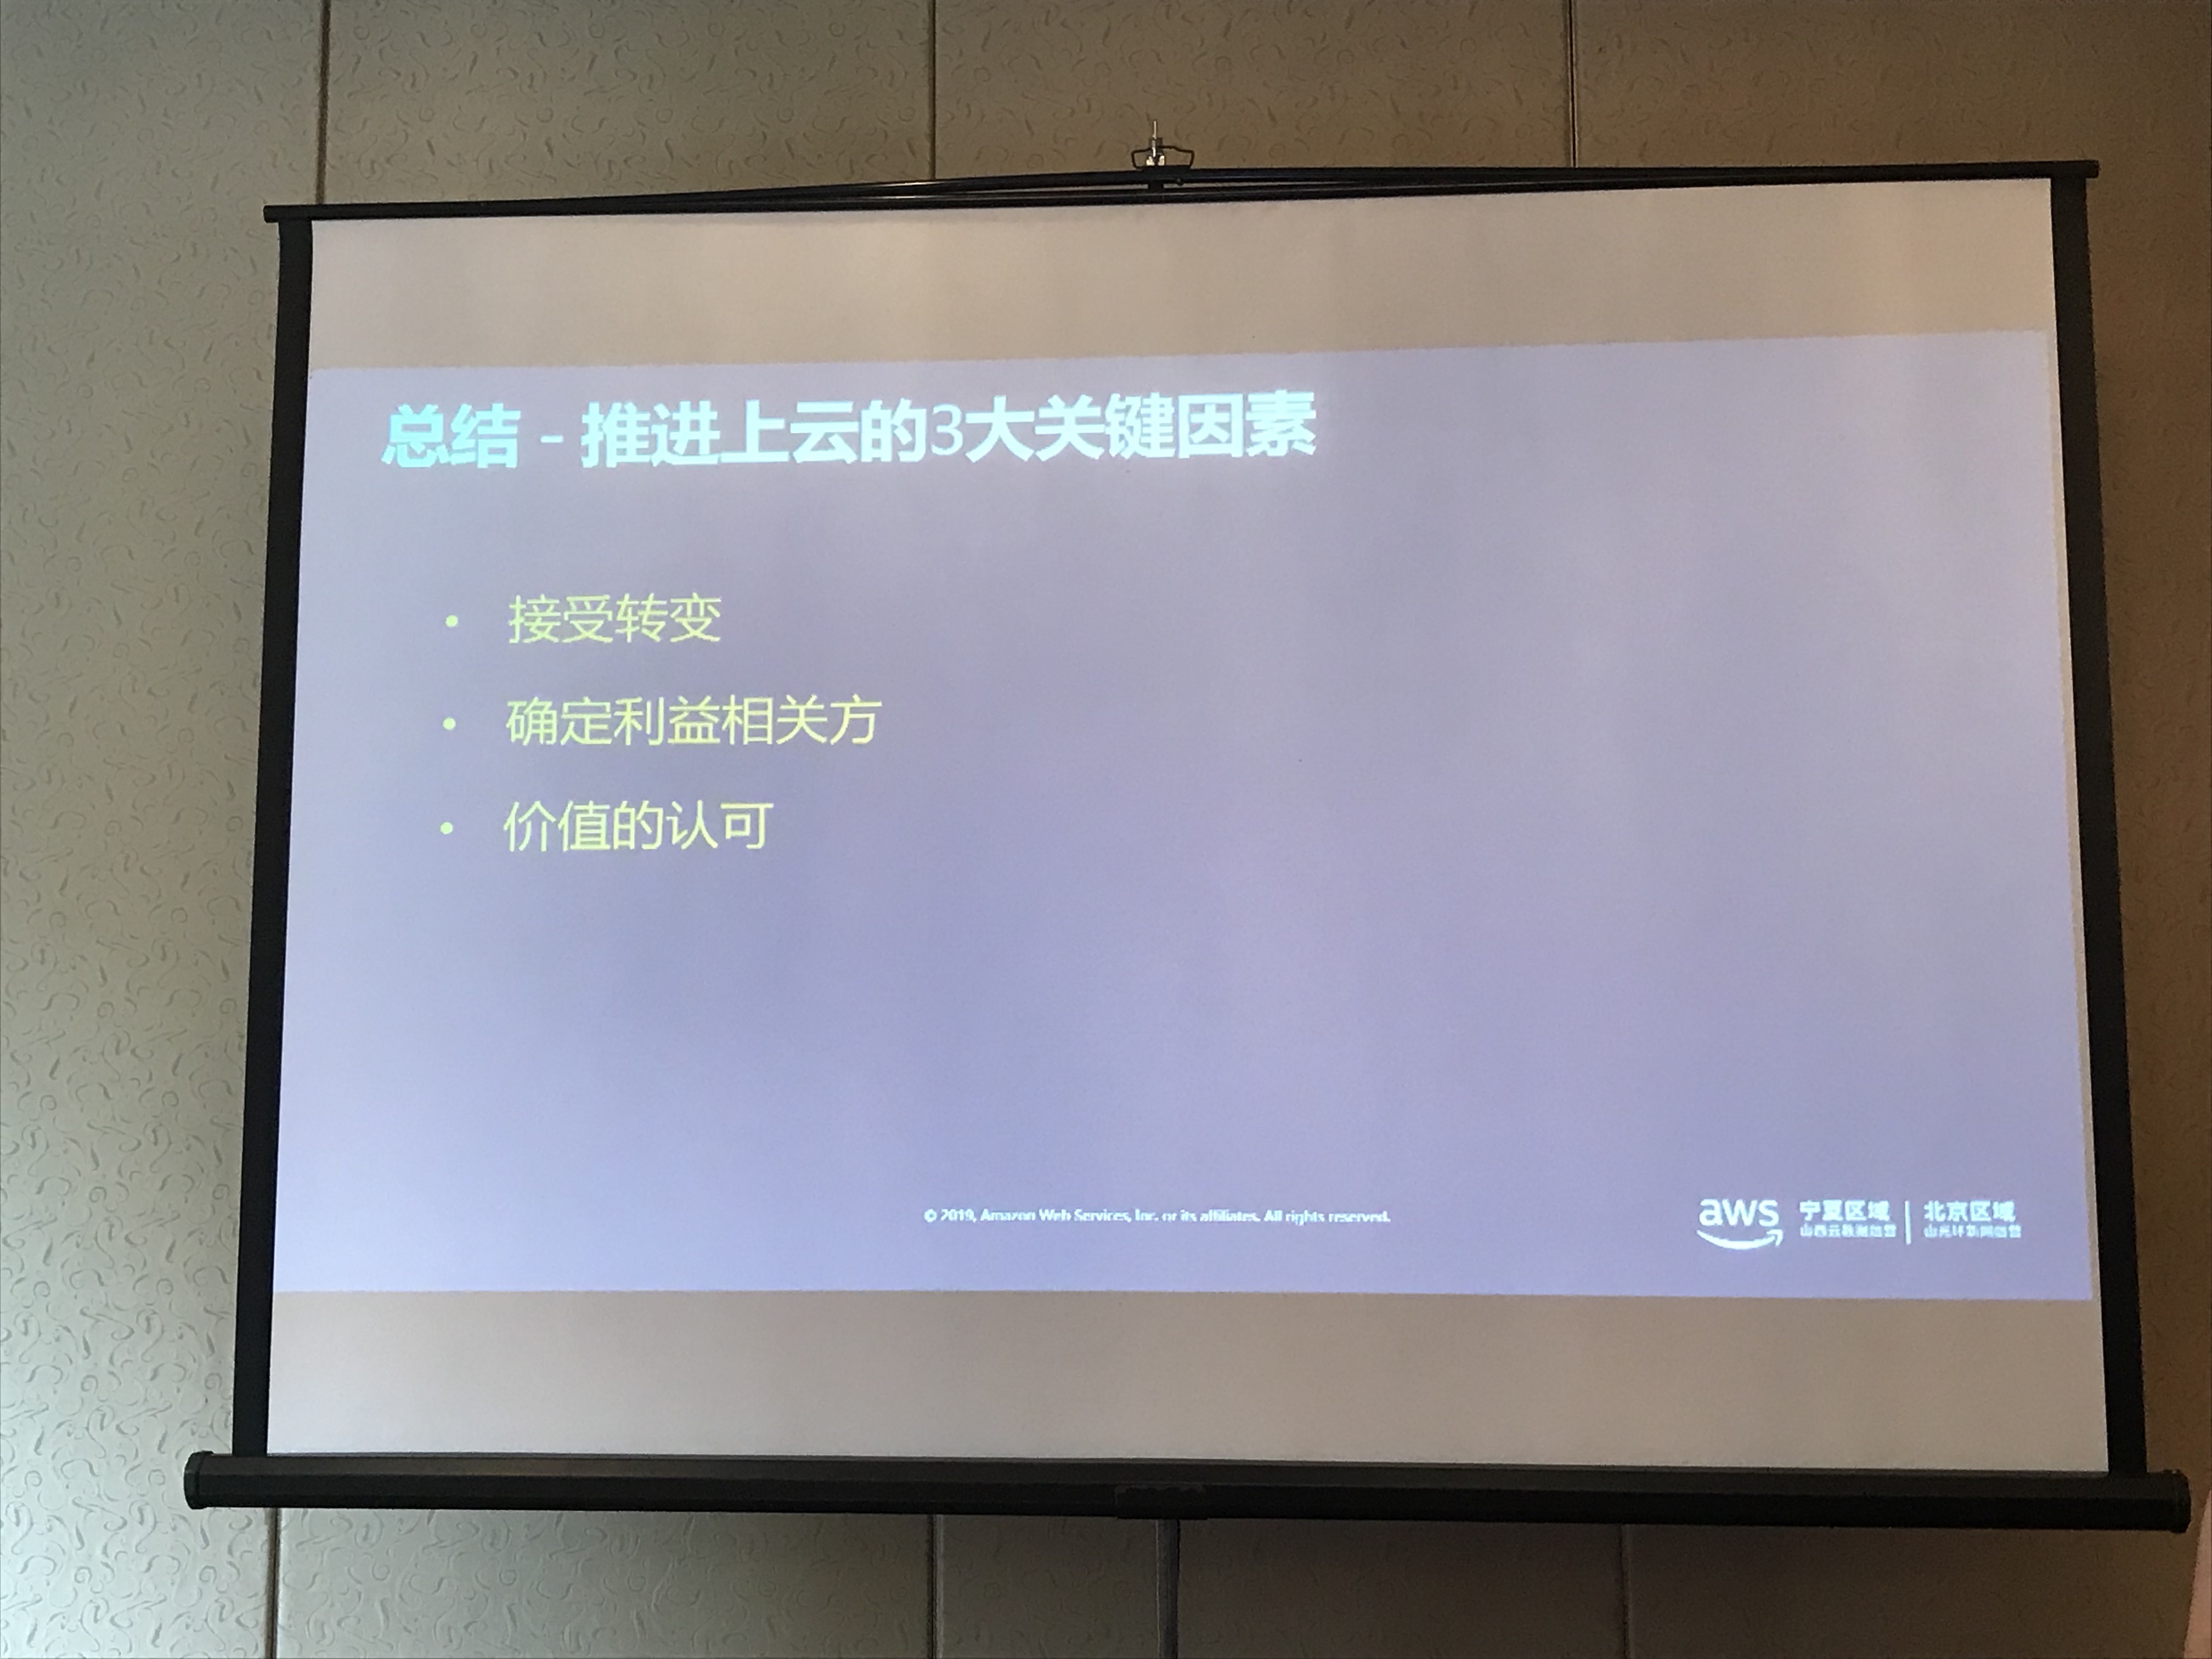 总结 - 推进上云的3大关键因素
• 接受转变
• 确定利益相关方
• 价值的认可
© 2019, Amazon Web Services, Inc. or its affiliates. All rights reserved.
aws 宁夏区域 | 北京区域
由西云数据运营 由光环新网运营